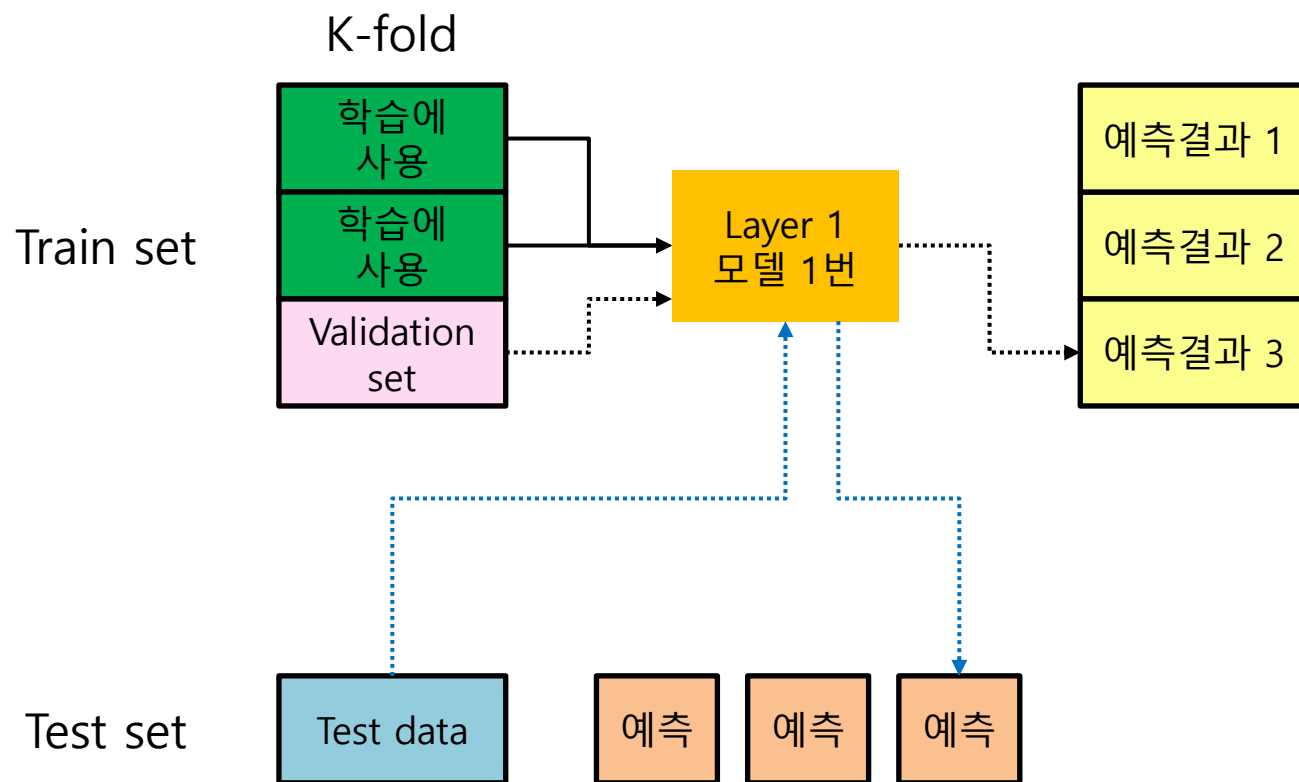 K-fold
Train set
학습에
사용
학습에
사용
Validation
set
Layer 1
모델 1번
예측결과 1
예측결과 2
예측결과 3
Test set
Test data
예측
예측
예측